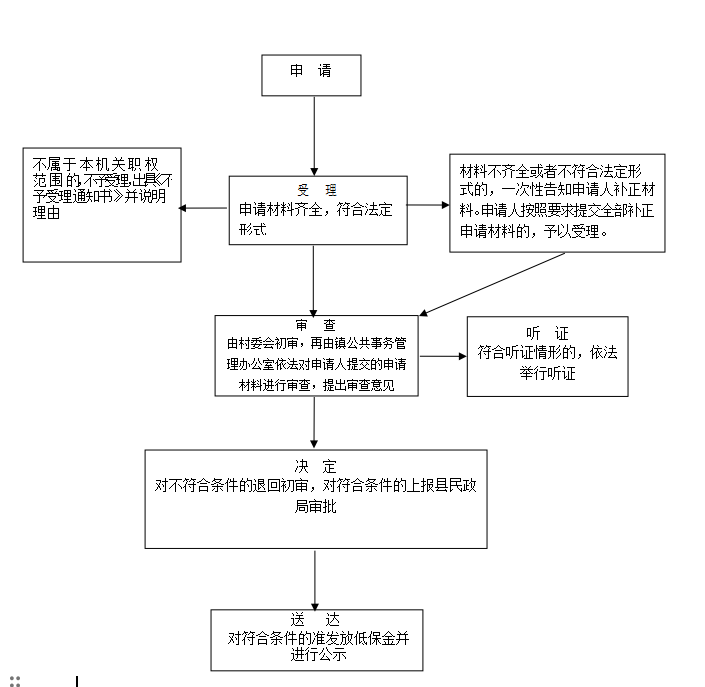 申 请
不属于本机关职权
范围的,不予受理,出具《不
予受理通知书》并说明
理由
受 理
申请材料齐全，符合法定
形式
材料不齐全或者不符合法定形
式的，一次性告知申请人补正材
料。申请人按照要求提交全部补正
申请材料的，予以受理。
审 查
由村委会初审，再由镇公共事务管
理办公室依法对申请人提交的申请
材料进行审查，提出审查意见
听 证
符合听证情形的，依法
举行听证
决 定
对不符合条件的退回初审，对符合条件的上报县民政
局审批
送 达
对符合条件的准发放低保金并
进行公示